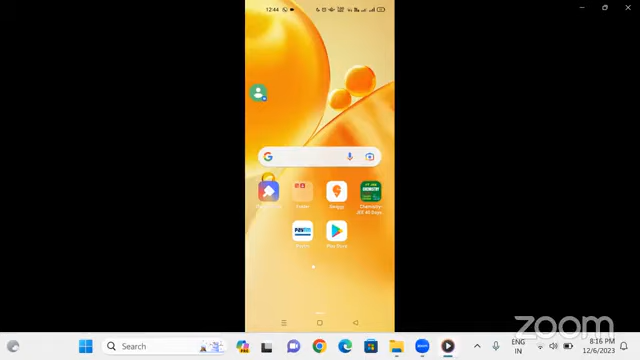 12:44
Swiggy
Chemistry-
JEE 40 Days
Paytm
Play Store
zoom
Search
ENG
IN
8:16 PM
12/6/2023